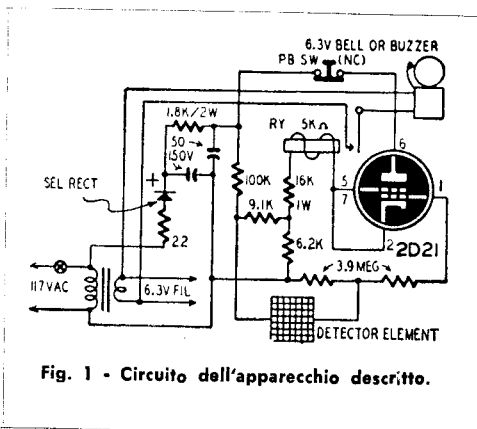 6.3V BELL OR BUZZER
PB SW (NC)
1.8K/2W
RY 5KΩ
50
150V
+
6
SEL RECT
100K
16K
1W
5
7
1
9.1K
22
6.2K
2
2D21
3.9 MEG
117VAC
6.3V FIL
DETECTOR ELEMENT
Fig. 1 - Circuito dell'apparecchio descritto.